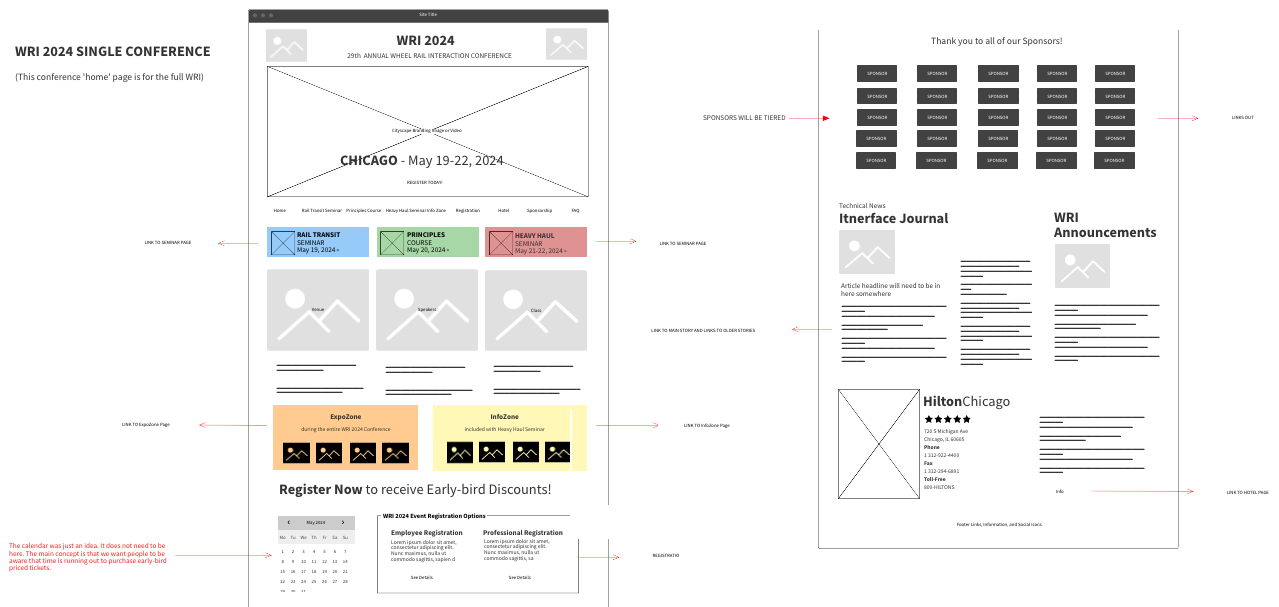 WRI 2024 SINGLE CONFERENCE
(This conference 'home' page is for the full WRI)
Site Title
WRI 2024
29th ANNUAL WHEEL RAIL INTERACTION CONFERENCE
Cityscape Branding Image or Video
CHICAGO - May 19-22, 2024
REGISTER TODAY!
Home Rail Transit Seminar Principles Course Heavy Haul Seminar Info Zone Registration Hotel Sponsorship FAQ
LINK TO SEMINAR PAGE
RAIL TRANSIT
SEMINAR
May 19, 2024 »
PRINCIPLES
COURSE
May 20, 2024 »
HEAVY HAUL
SEMINAR
May 21-22, 2024 »
LINK TO SEMINAR PAGE
Venue
Speakers
Class
LINK TO ExpoZone Page
ExpoZone
during the entire WRI 2024 Conference
InfoZone
included with Heavy Haul Seminar
LINK TO InfoZone Page
Register Now to receive Early-bird Discounts!
The calendar was just an idea. It does not need to be
here. The main concept is that we want people to be
aware that time is running out to purchase early-bird
priced tickets.
May 2024
Mo Tu We Th Fr Sa Su
1 2 3 4 5 6 7
8 9 10 11 12 13 14
15 16 17 18 19 20 21
22 23 24 25 26 27 28
29 30 31
WRI 2024 Event Registration Options
Employee Registration
Lorem ipsum dolor sit amet,
consectetur adipiscing elit.
Nunc maximus, nulla ut
commodo sagittis, sapien d
See Details
Professional Registration
Lorem ipsum dolor sit amet,
consectetur adipiscing elit.
Nunc maximus, nulla ut
commodo sagittis, sa
See Details
REGISTRATIO
Thank you to all of our Sponsors!
SPONSORS WILL BE TIERED
SPONSOR SPONSOR SPONSOR SPONSOR SPONSOR
SPONSOR SPONSOR SPONSOR SPONSOR SPONSOR
SPONSOR SPONSOR SPONSOR SPONSOR SPONSOR
SPONSOR SPONSOR SPONSOR SPONSOR SPONSOR
SPONSOR SPONSOR SPONSOR SPONSOR SPONSOR
LINKS OUT
Technical News
Itnerface Journal
Article headline will need to be in
here somewhere
LINK TO MAIN STORY AND LINKS TO OLDER STORIES
WRI
Announcements
HiltonChicago
720 S Michigan Ave
Chicago, IL 60605
Phone
1 312-922-4400
Fax
1 312-294-6891
Toll-Free
800-HILTONS
Info
LINK TO HOTEL PAGE
Footer Links, Information, and Social Icons